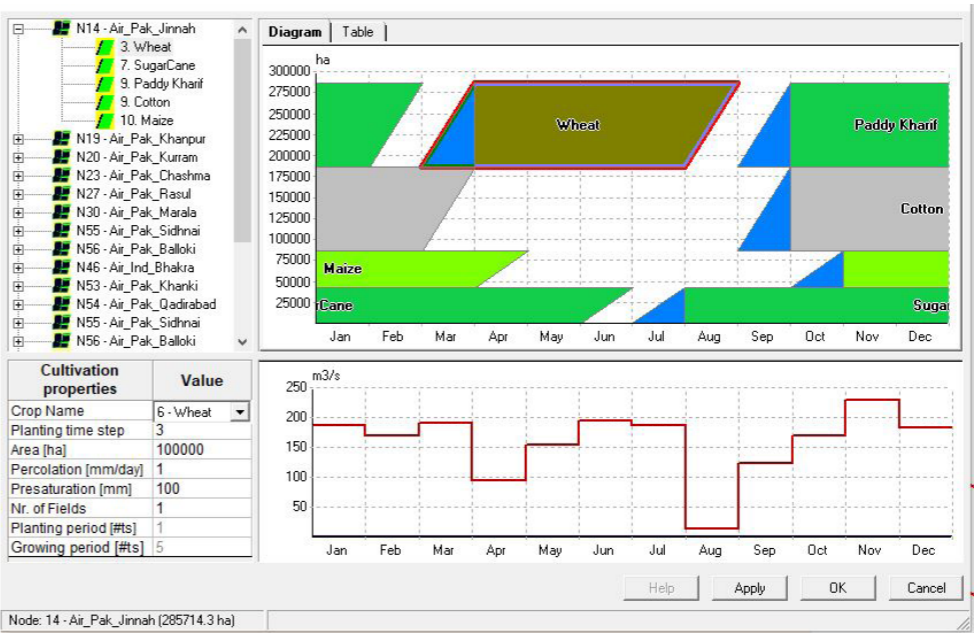 N14 - Air_Pak_Jinnah
3. Wheat
7. SugarCane
9. Paddy Kharif
9. Cotton
10. Maize
N19 - Air_Pak_Khanpur
N20 - Air_Pak_Kurram
N23 - Air_Pak_Chashma
N27 - Air_Pak_Rasul
N30 - Air_Pak_Marala
N55 - Air_Pak_Sidhnai
N56 - Air_Pak_Balloki
N46 - Air_Ind_Bhakra
N53 - Air_Pak_Khanki
N54 - Air_Pak_Qadirabad
N55 - Air_Pak_Sidhnai
N56 - Air_Pak_Balloki
Diagram Table
ha
300000
275000
250000
225000
200000
175000
150000
125000
100000
75000
50000
25000
Wheat
Paddy Kharif
Cotton
Maize
rCane
Sugar
Jan Feb Mar Apr May Jun Jul Aug Sep Oct Nov Dec
Cultivation properties Value
Crop Name 6 - Wheat
Planting time step 3
Area [ha] 100000
Percolation [mm/day] 1
Presaturation [mm] 100
Nr. of Fields 1
Planting period [#ts] 1
Growing period [#ts] 5
m3/s
250
200
150
100
50
Jan Feb Mar Apr May Jun Jul Aug Sep Oct Nov Dec
Help Apply OK Cancel
Node: 14 - Air_Pak_Jinnah (285714.3 ha)